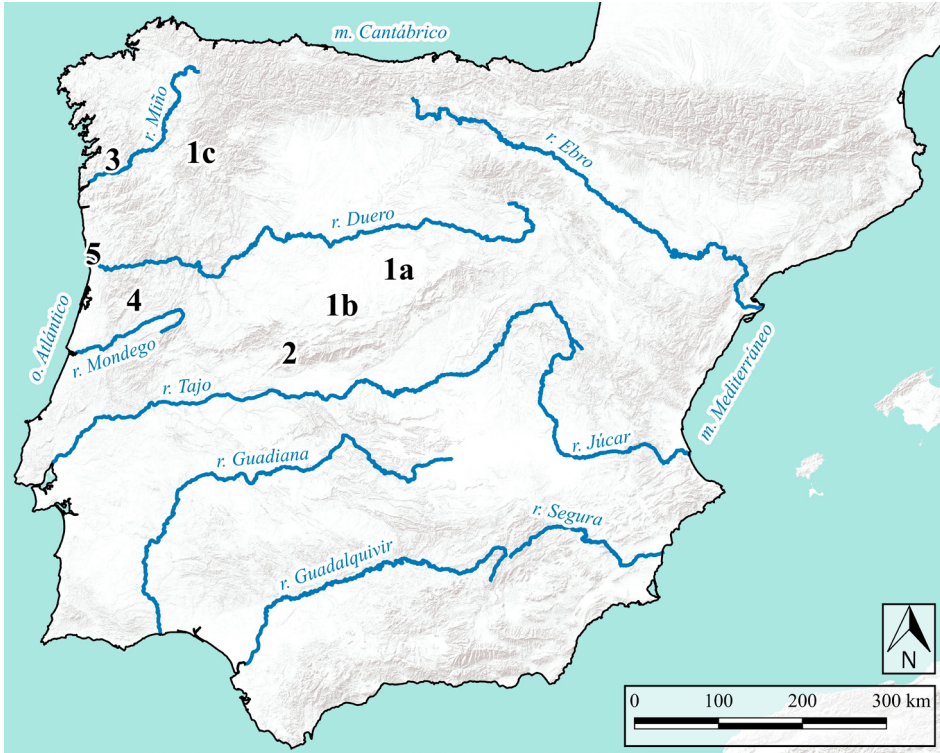 m. Cantábrico
r. Miño
3
1c
r. Ebro
r. Duero
5
1a
4
1b
o. Atlántico
r. Mondego
2
m. Mediterráneo
r. Tajo
r. Júcar
r. Guadiana
r. Segura
r. Guadalquivir
N
0 100 200 300 km